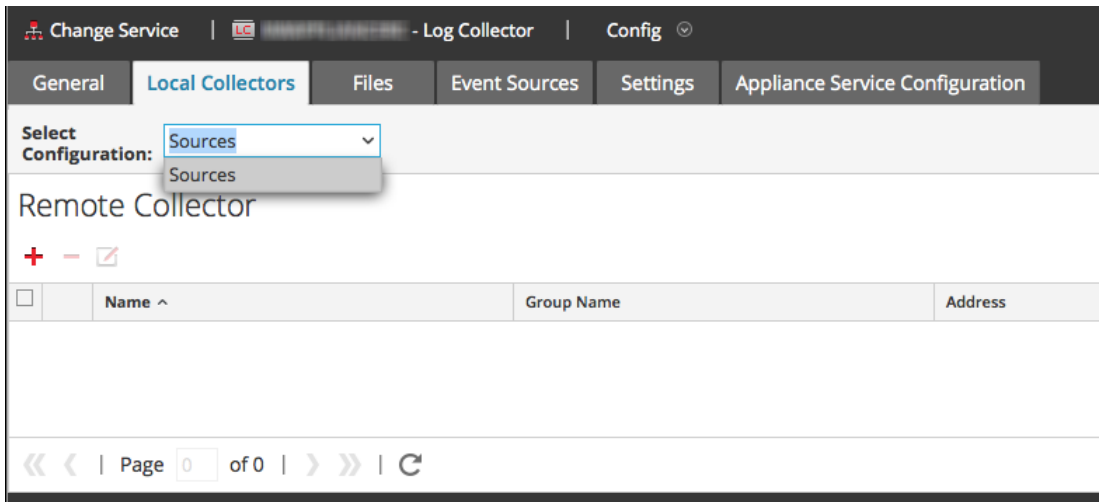 Change Service | LC - Log Collector | Config
General Local Collectors Files Event Sources Settings Appliance Service Configuration
Select
Configuration: Sources
Sources
Remote Collector
Name Group Name Address
| Page 0 of 0 | |